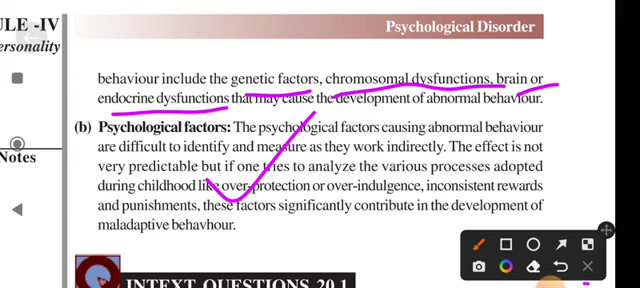 ULE -IV
Psychological Disorder
ersonality
behaviour include the genetic factors, chromosomal dysfunctions, brain or
endocrine dysfunctions that may cause the development of abnormal behaviour.
(b) Psychological factors: The psychological factors causing abnormal behaviour
are difficult to identify and measure as they work indirectly. The effect is not
very predictable but if one tries to analyze the various processes adopted
Notes
during childhood like over-protection or over-indulgence, inconsistent rewards
and punishments, these factors significantly contribute in the development of
maladaptive behavhour.
INTEXT QUESTIONS 20.1